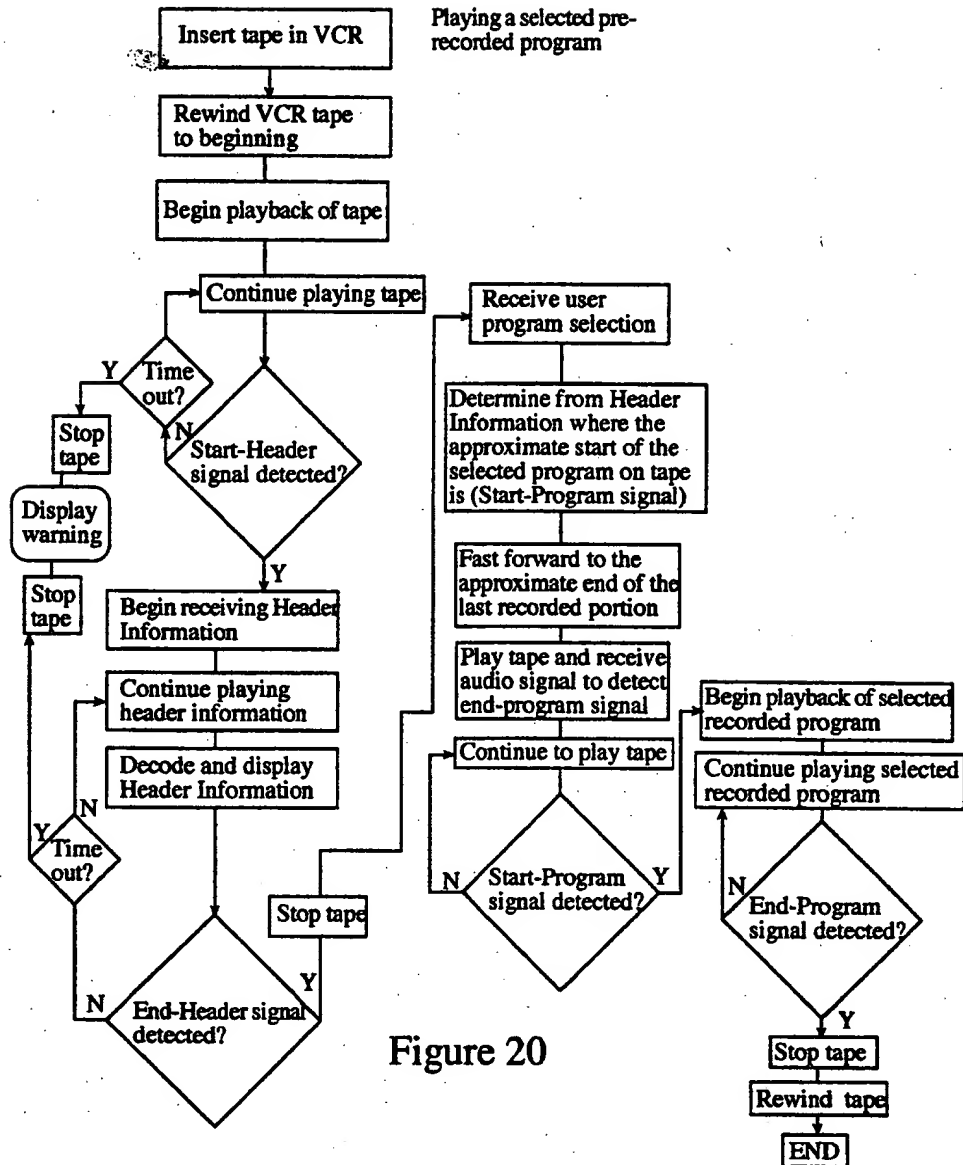 Playing a selected pre-
recorded program
Insert tape in VCR
Rewind VCR tape
to beginning
Begin playback of tape
Continue playing tape
Y
Time
out?
N
Stop
tape
Start-Header
signal detected?
Display
warning
Y
Stop
tape
Begin receiving Header
Information
Continue playing
header information
Decode and display
Header Information
N
Y
Time
out?
Stop tape
N
Y
End-Header signal
detected?
Receive user
program selection
Determine from Header
Information where the
approximate start of the
selected program on tape
is (Start-Program signal)
Fast forward to the
approximate end of the
last recorded portion
Play tape and receive
audio signal to detect
end-program signal
Continue to play tape
N
Start-Program
signal detected?
Y
Begin playback of selected
recorded program
Continue playing selected
recorded program
N
End-Program
signal detected?
Y
Stop tape
Rewind tape
END
Figure 20